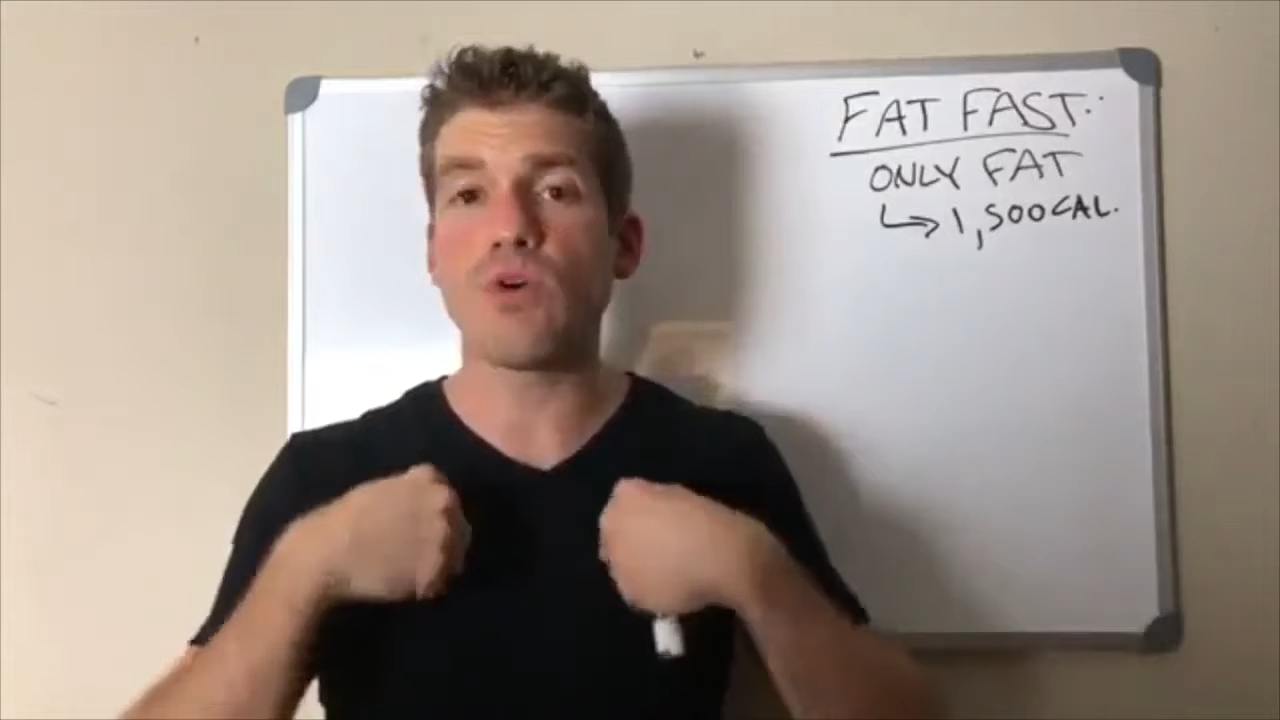 FAT FAST:
ONLY FAT
↳ 1,500CAL.